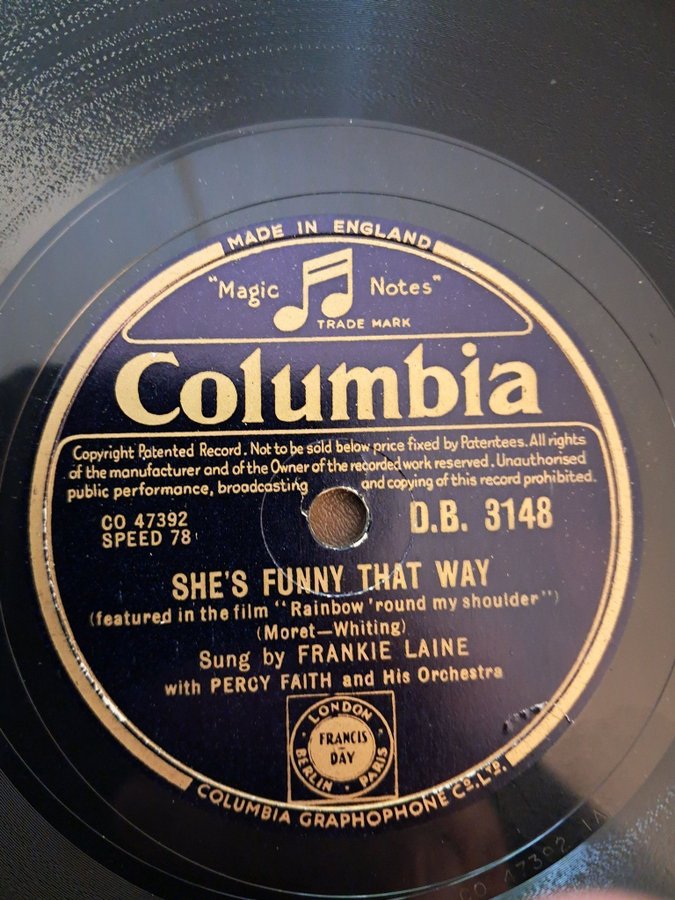 MADE IN ENGLAND
"Magic Notes"
TRADE MARK
Columbia
Copyright Patented Record. Not to be sold below price fixed by Patentees. All rights
of the manufacturer and of the Owner of the recorded work reserved. Unauthorised
public performance, broadcasting and copying of this record prohibited.
CO 47392
SPEED 78
D.B. 3148
SHE'S FUNNY THAT WAY
(featured in the film "Rainbow 'round my shoulder")
(Moret—Whiting)
Sung by FRANKIE LAINE
with PERCY FAITH and His Orchestra
LONDON
FRANCIS
DAY
BERLIN · PARIS
COLUMBIA GRAPHOPHONE CO. LTD.
CO 47392 1A